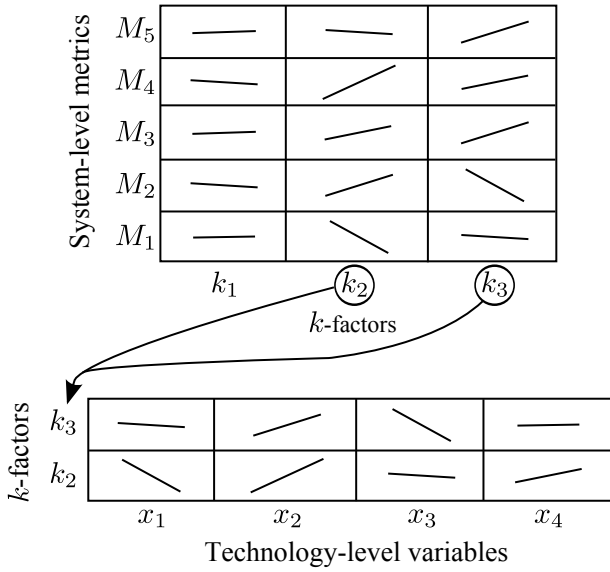 System-level metrics
M5
M4
M3
M2
M1
k1 k2 k3
k-factors
k-factors
k3
k2
x1 x2 x3 x4
Technology-level variables